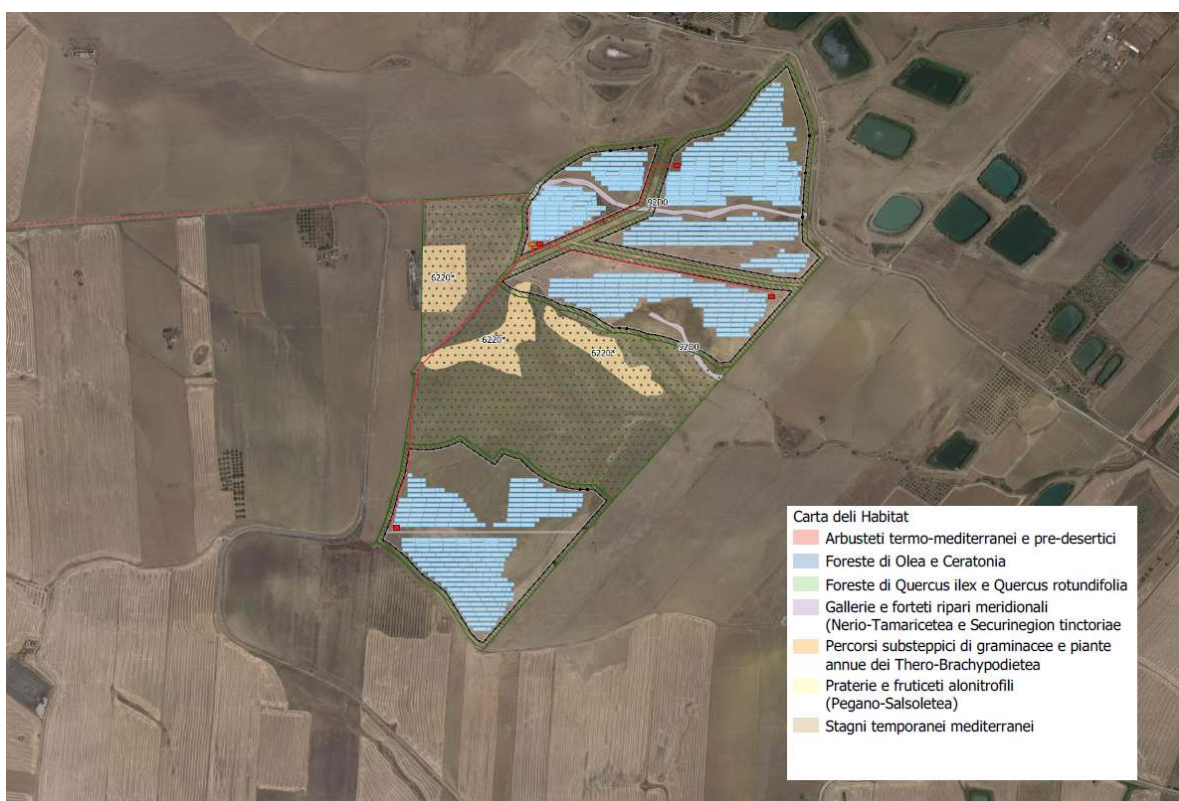 92D0
6220*
6220*
6220*
92D0
Carta deli Habitat
Arbusteti termo-mediterranei e pre-desertici
Foreste di Olea e Ceratonia
Foreste di Quercus ilex e Quercus rotundifolia
Gallerie e forteti ripari meridionali
(Nerio-Tamaricetea e Securinegion tinctoriae
Percorsi substeppici di graminacee e piante
annue dei Thero-Brachypodietea
Praterie e fruticeti alonitrofili
(Pegano-Salsoletea)
Stagni temporanei mediterranei